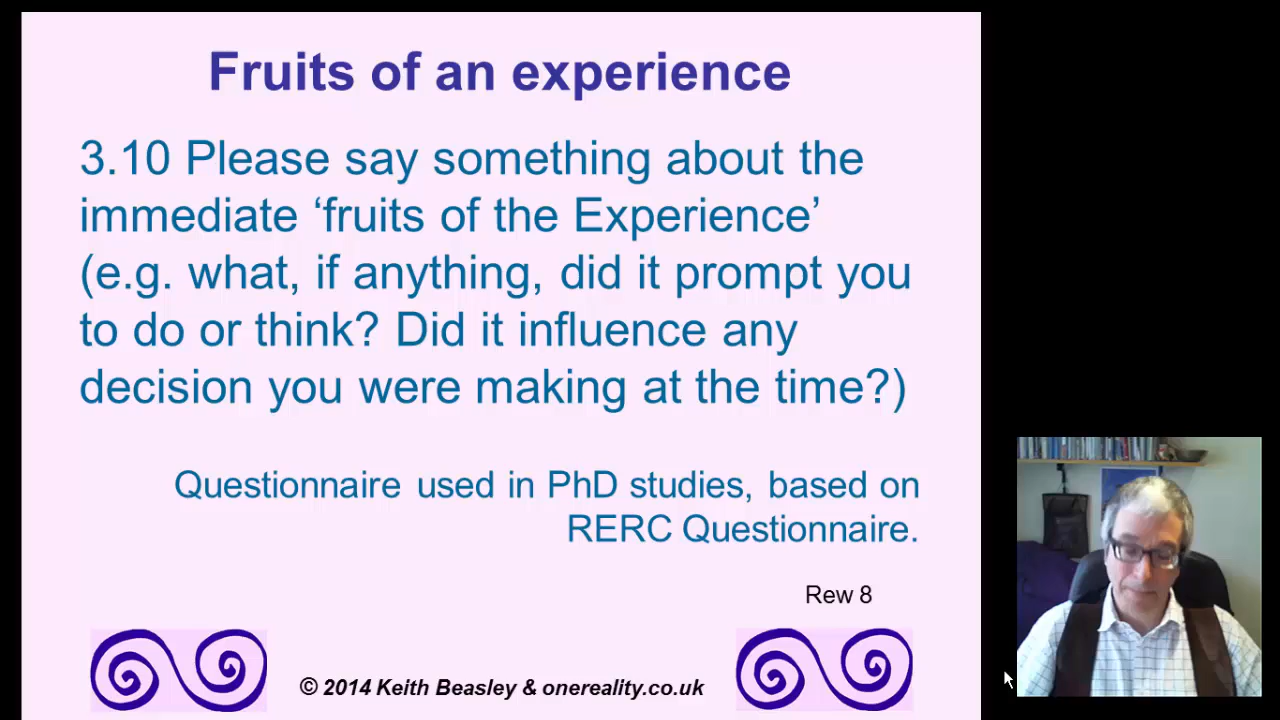 Fruits of an experience
3.10 Please say something about the
immediate ‘fruits of the Experience’
(e.g. what, if anything, did it prompt you
to do or think? Did it influence any
decision you were making at the time?)
Questionnaire used in PhD studies, based on
RERC Questionnaire.
Rew 8
© 2014 Keith Beasley & onereality.co.uk